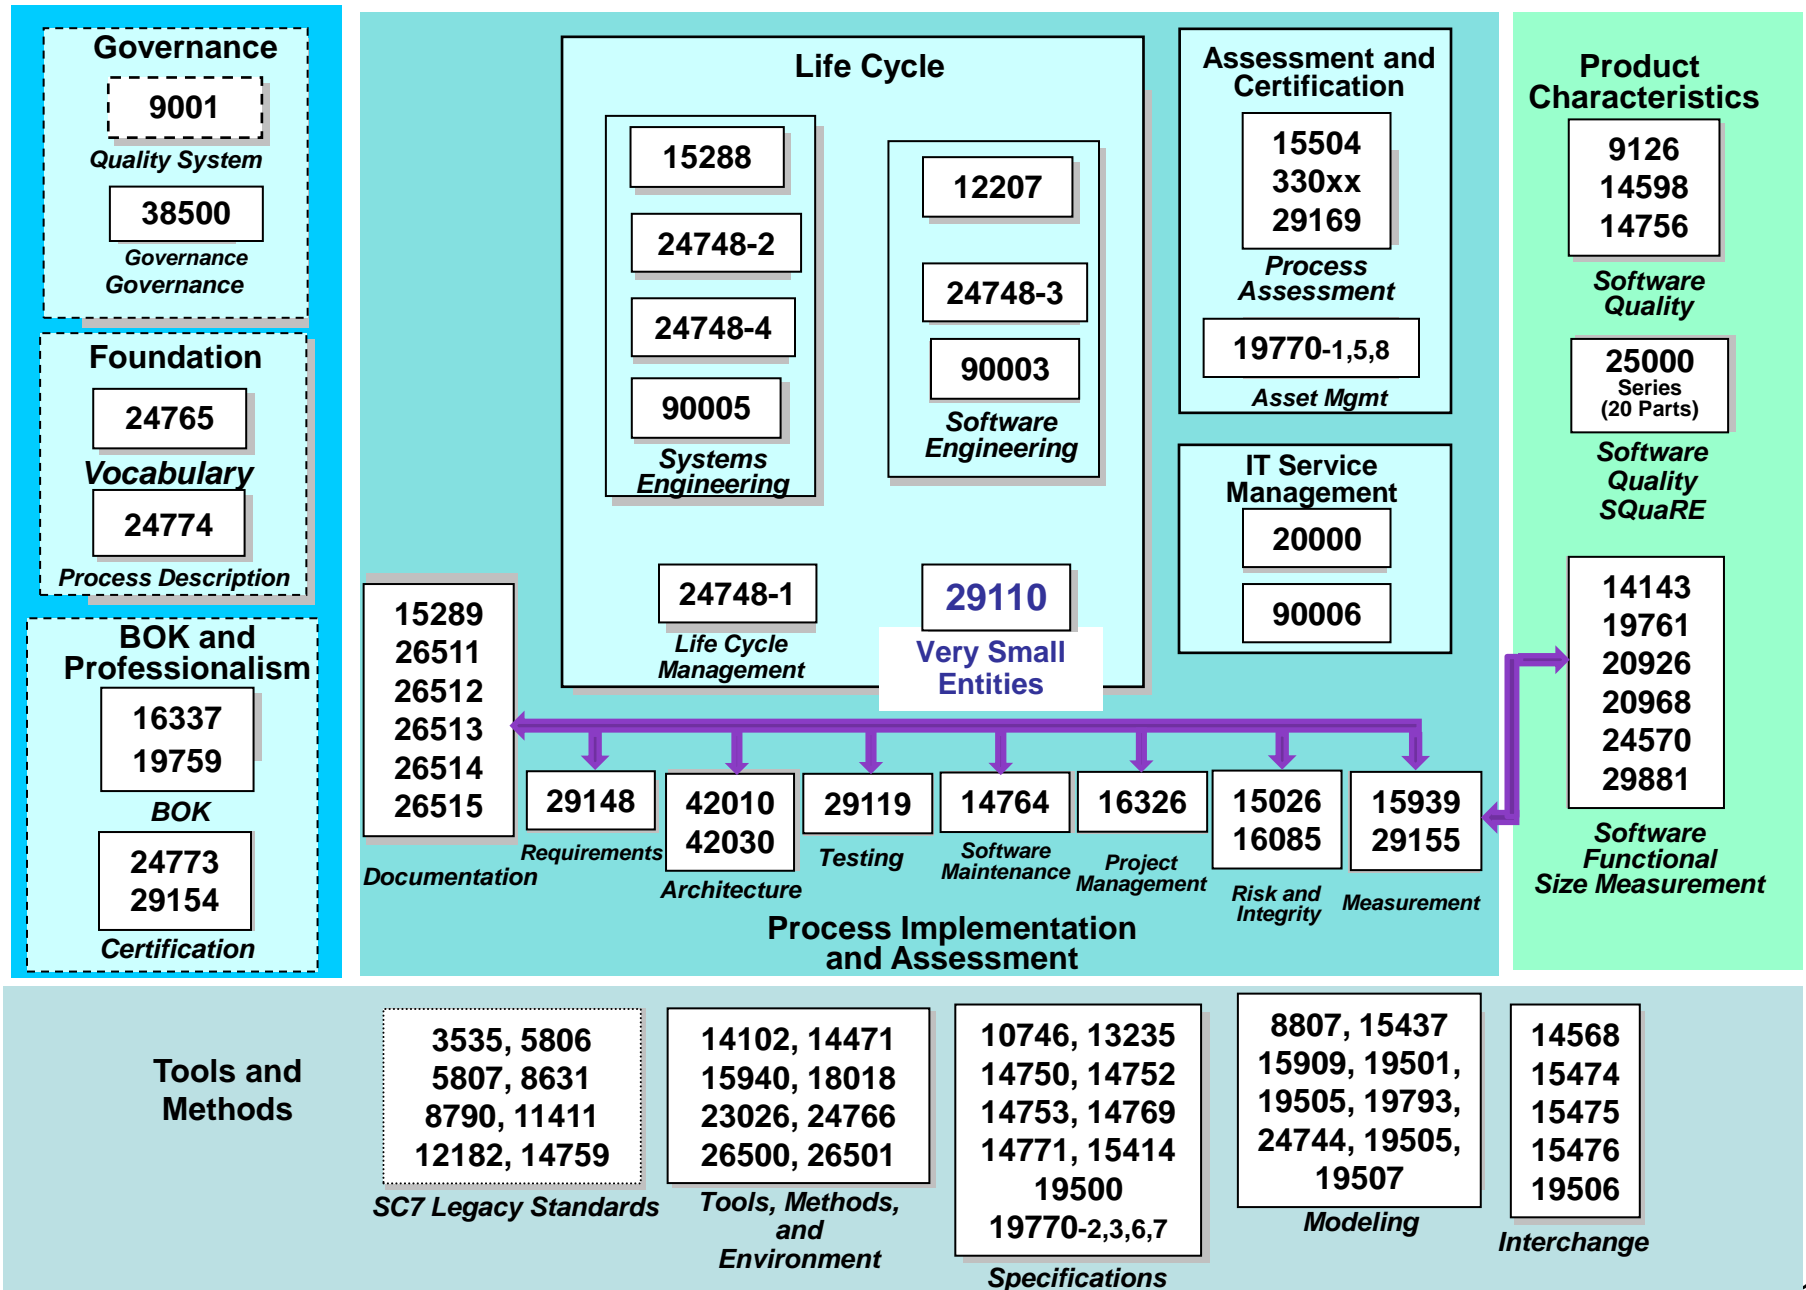 Governance
9001
Quality System
38500
Governance
Governance
Foundation
24765
Vocabulary
24774
Process Description
BOK and
Professionalism
16337
19759
BOK
24773
29154
Certification
Life Cycle
15288
24748-2
24748-4
90005
Systems
Engineering
12207
24748-3
90003
Software
Engineering
24748-1
Life Cycle
Management
29110
Very Small
Entities
Assessment and
Certification
15504
330xx
29169
Process
Assessment
19770-1,5,8
Asset Mgmt
IT Service
Management
20000
90006
15289
26511
26512
26513
26514
26515
Documentation
29148
Requirements
42010
42030
Architecture
29119
Testing
14764
Software
Maintenance
16326
Project
Management
15026
16085
Risk and
Integrity
15939
29155
Measurement
Process Implementation
and Assessment
Product
Characteristics
9126
14598
14756
Software
Quality
25000
Series
(20 Parts)
Software
Quality
SQuaRE
14143
19761
20926
20968
24570
29881
Software
Functional
Size Measurement
Tools and
Methods
3535, 5806
5807, 8631
8790, 11411
12182, 14759
SC7 Legacy Standards
14102, 14471
15940, 18018
23026, 24766
26500, 26501
Tools, Methods,
and
Environment
10746, 13235
14750, 14752
14753, 14769
14771, 15414
19500
19770-2,3,6,7
Specifications
8807, 15437
15909, 19501,
19505, 19793,
24744, 19505,
19507
Modeling
14568
15474
15475
15476
19506
Interchange